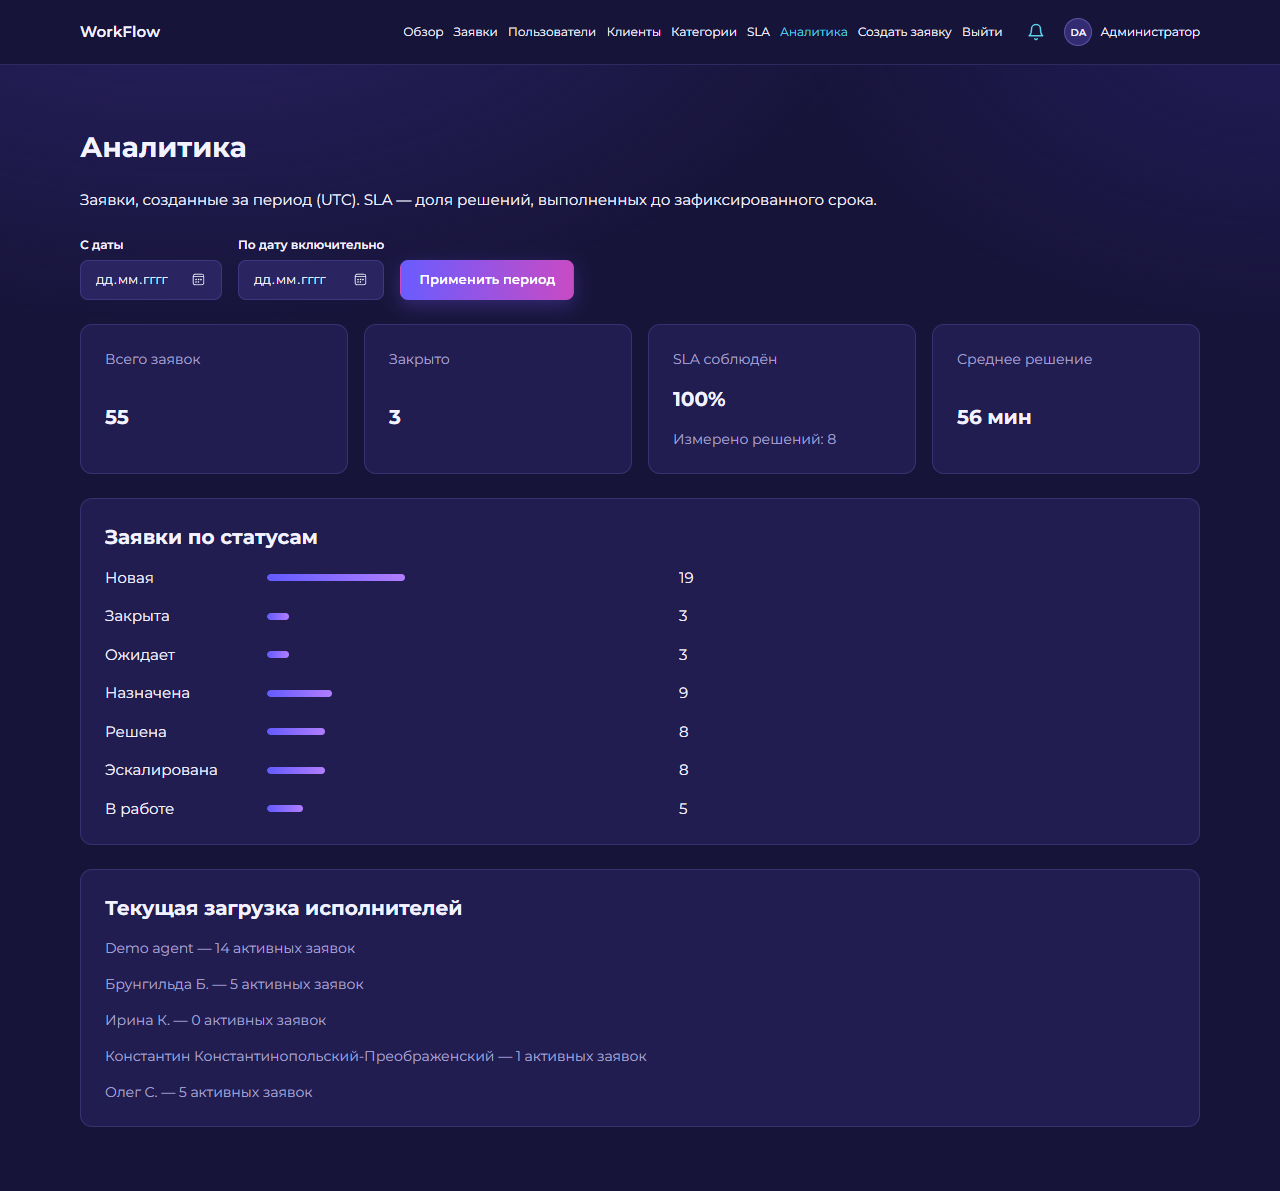 WorkFlow
Обзор Заявки Пользователи Клиенты Категории SLA Аналитика Создать заявку Выйти DA Администратор
Аналитика
Заявки, созданные за период (UTC). SLA — доля решений, выполненных до зафиксированного срока.
С даты По дату включительно
дд.мм.гггг дд.мм.гггг Применить период
Всего заявок
55
Закрыто
3
SLA соблюдён
100%
Измерено решений: 8
Среднее решение
56 мин
Заявки по статусам
Новая 19
Закрыта 3
Ожидает 3
Назначена 9
Решена 8
Эскалирована 8
В работе 5
Текущая загрузка исполнителей
Demo agent — 14 активных заявок
Брунгильда Б. — 5 активных заявок
Ирина К. — 0 активных заявок
Константин Константинопольский-Преображенский — 1 активных заявок
Олег С. — 5 активных заявок